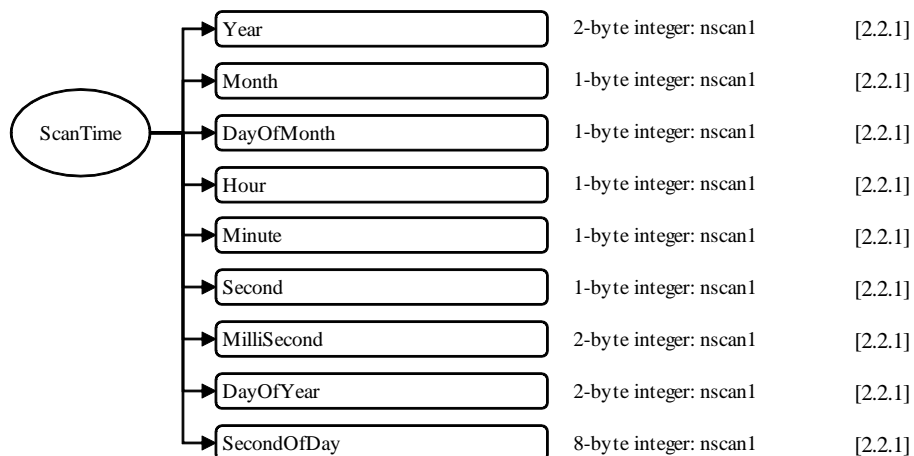 Year 2-byte integer: nscan1 [2.2.1]
Month 1-byte integer: nscan1 [2.2.1]
ScanTime
DayOfMonth 1-byte integer: nscan1 [2.2.1]
Hour 1-byte integer: nscan1 [2.2.1]
Minute 1-byte integer: nscan1 [2.2.1]
Second 1-byte integer: nscan1 [2.2.1]
MilliSecond 2-byte integer: nscan1 [2.2.1]
DayOfYear 2-byte integer: nscan1 [2.2.1]
SecondOfDay 8-byte integer: nscan1 [2.2.1]